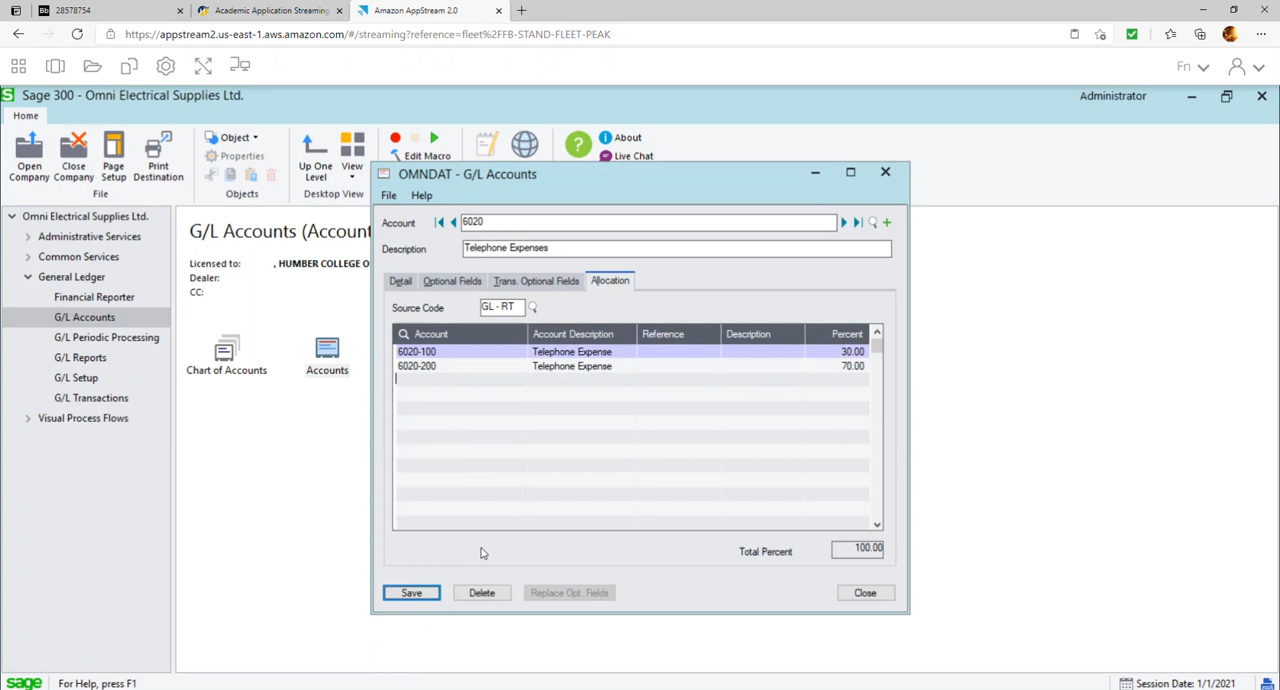 28578754
Academic Application Streaming
Amazon AppStream 2.0
https://appstream2.us-east-1.aws.amazon.com/#/streaming?reference=fleet%2FFB-STAND-FLEET-PEAK
Fn
Sage 300 - Omni Electrical Supplies Ltd.
Administrator
Home
Open Company
Close Company
Page Setup
Print Destination
File
Object
Properties
Objects
Up One Level
View
Desktop View
Edit Macro
About
Live Chat
Omni Electrical Supplies Ltd.
Administrative Services
Common Services
General Ledger
Financial Reporter
G/L Accounts
G/L Periodic Processing
G/L Reports
G/L Setup
G/L Transactions
Visual Process Flows
G/L Accounts (Account
Licensed to: , HUMBER COLLEGE O
Dealer:
CC:
Chart of Accounts
Accounts
OMNDAT - G/L Accounts
File Help
Account 6020
Description Telephone Expenses
Detail Optional Fields Trans. Optional Fields Allocation
Source Code GL - RT
Account Account Description Reference Description Percent
6020-100 Telephone Expense 30.00
6020-200 Telephone Expense 70.00
Total Percent 100.00
Save Delete Replace Opt. Fields Close
sage For Help, press F1
Session Date: 1/1/2021